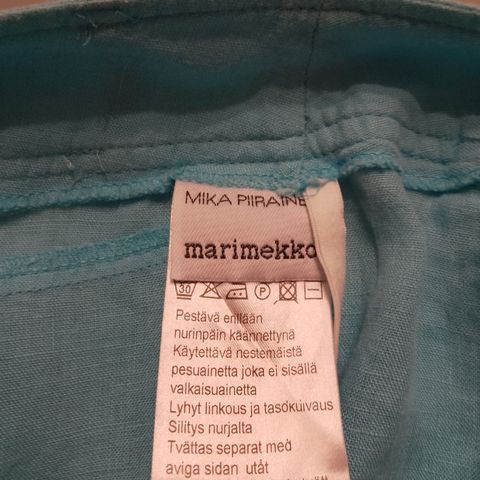 MIKA PIIRAINE
marimekko
30 P
Pestävä erillään
nurinpäin käännettynä
Käytettävä nestemäistä
pesuainetta joka ei sisällä
valkaisuainetta
Lyhyt linkous ja tasokuivaus
Silitys nurjalta
Tvättas separat med
aviga sidan utåt